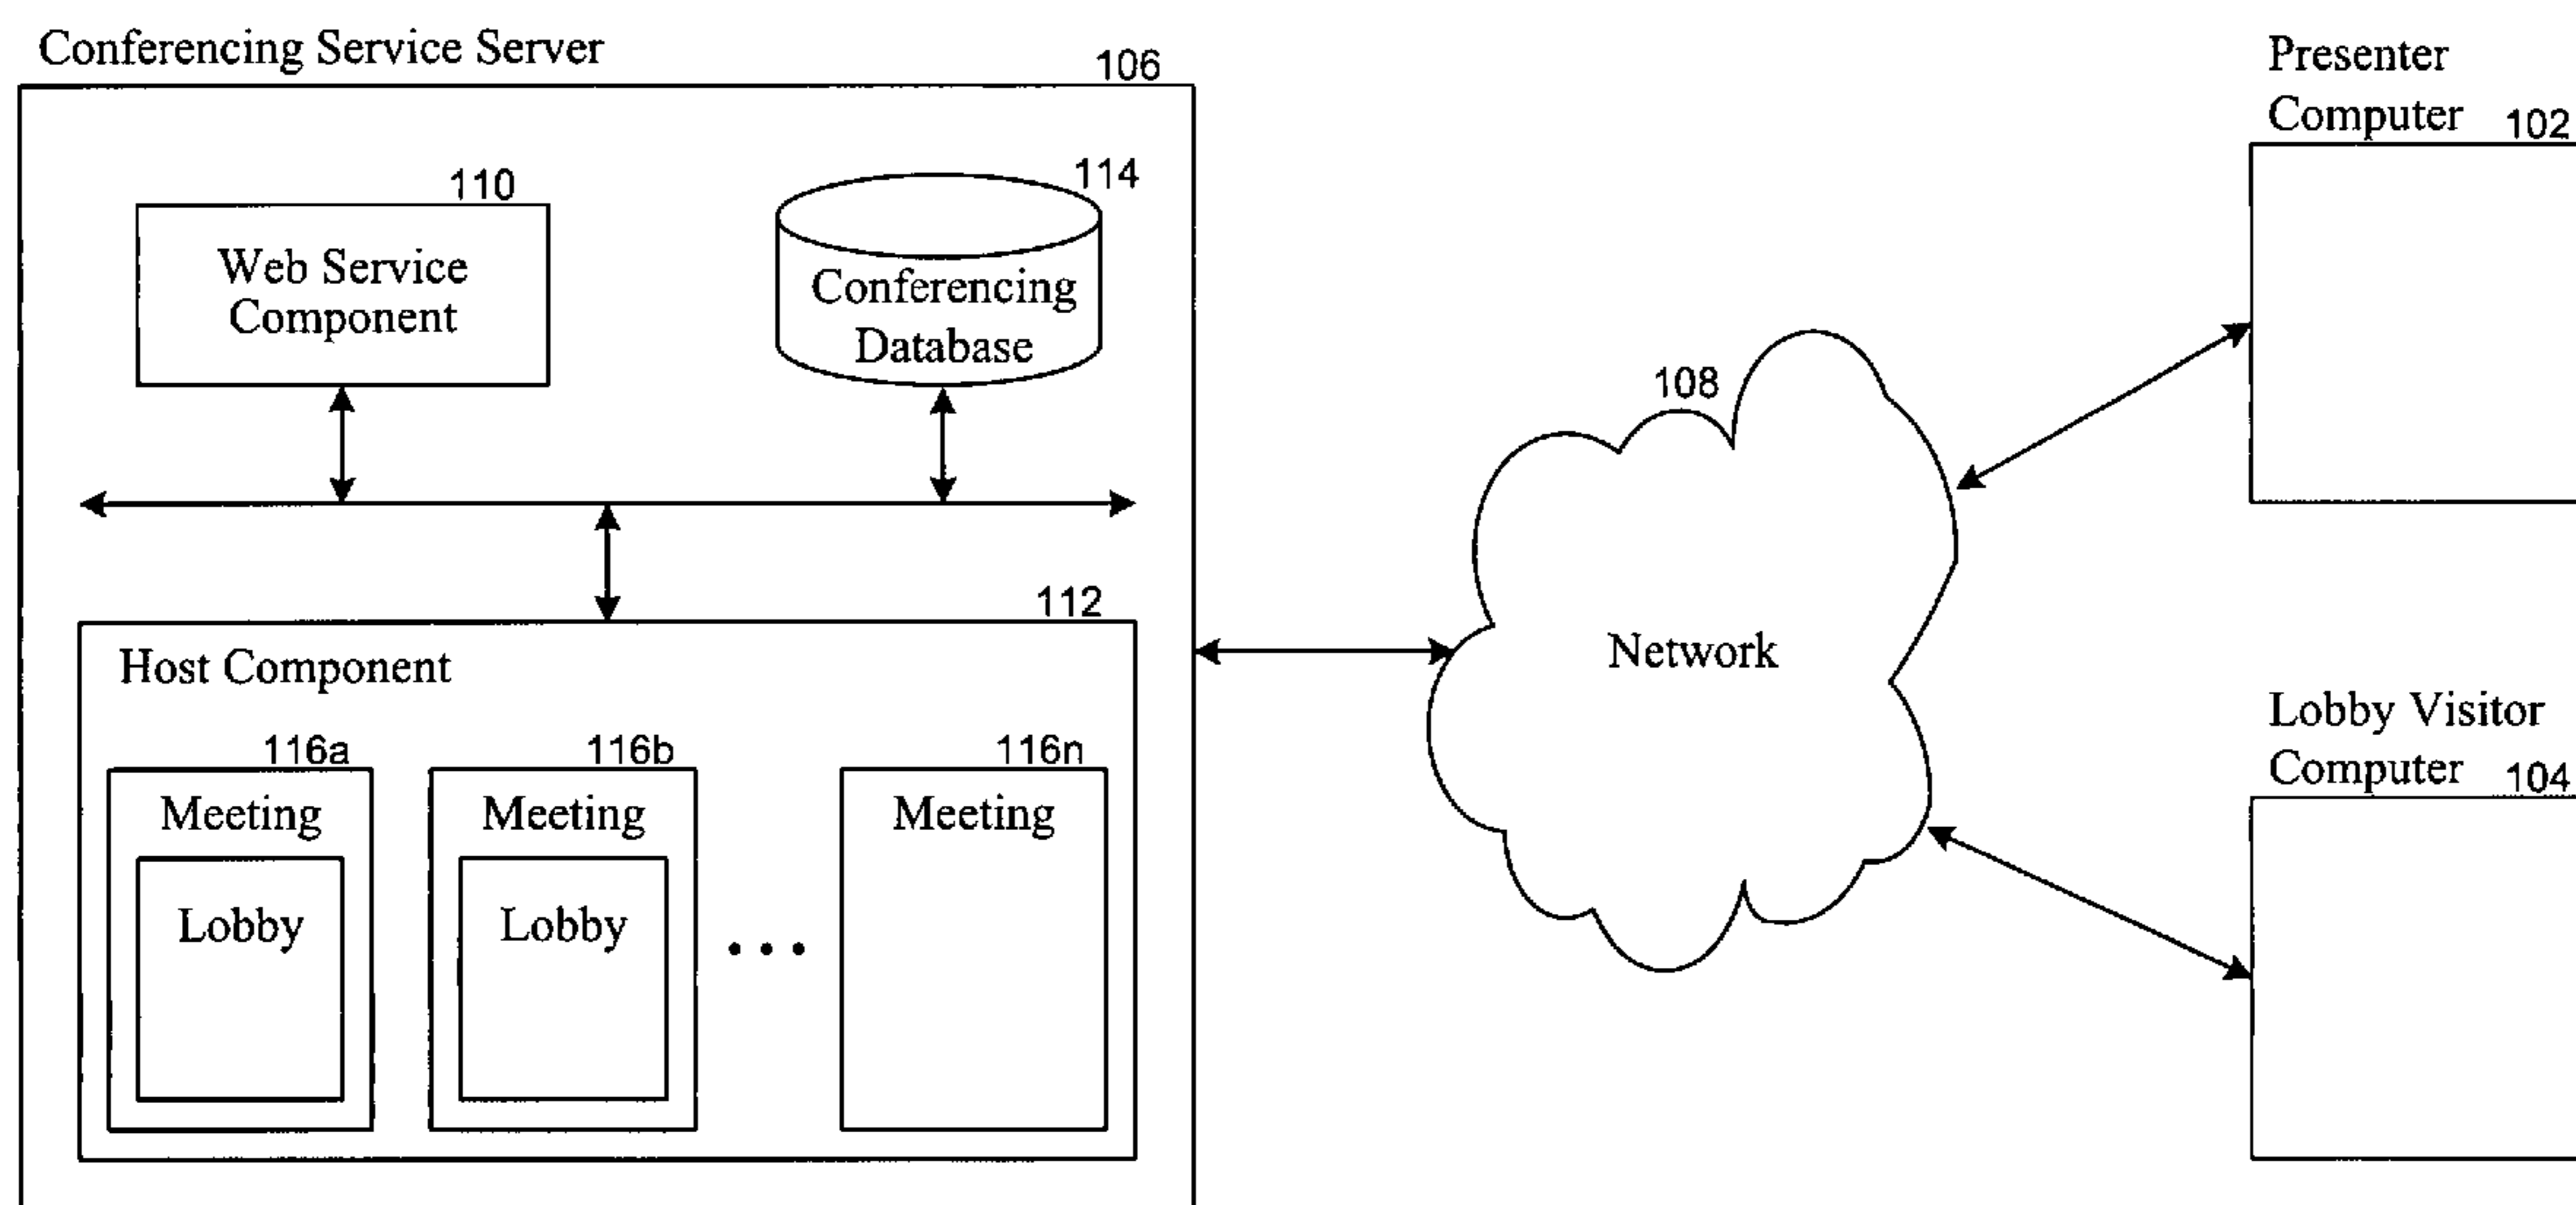 Conferencing Service Server
106
110
Web Service
Component
114
Conferencing
Database
112
Host Component
116a
Meeting
Lobby
116b
Meeting
Lobby
116n
Meeting
108
Network
Presenter
Computer 102
Lobby Visitor
Computer 104